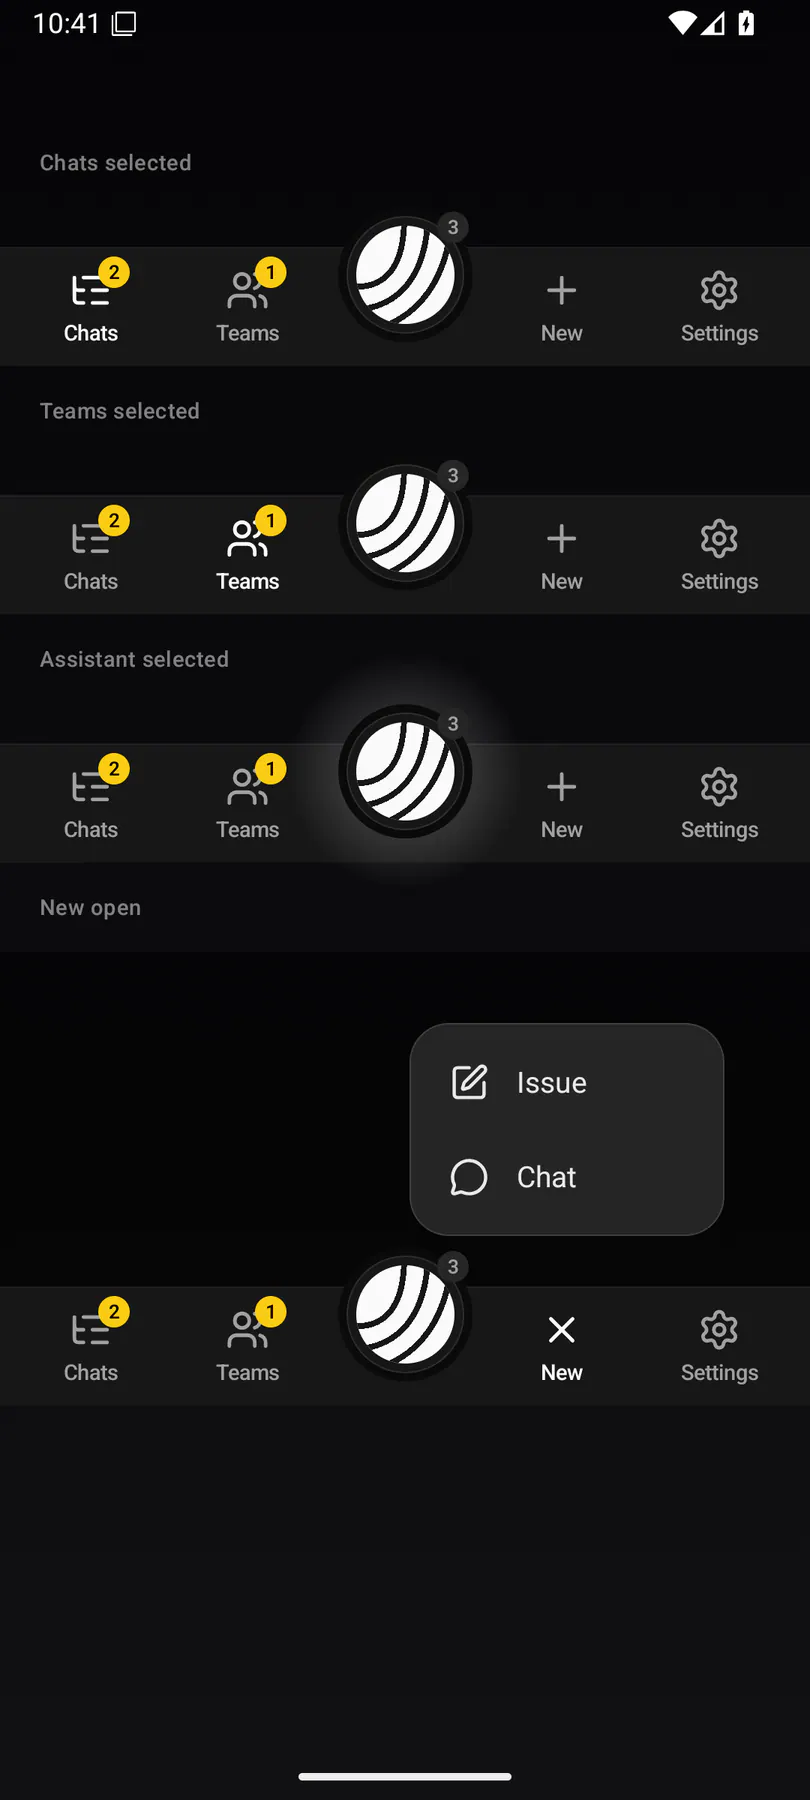 10:41
Chats selected
3
2
1
Chats
Teams
New
Settings
Teams selected
3
2
1
Chats
Teams
New
Settings
Assistant selected
3
2
1
Chats
Teams
New
Settings
New open
Issue
Chat
3
2
1
Chats
Teams
New
Settings